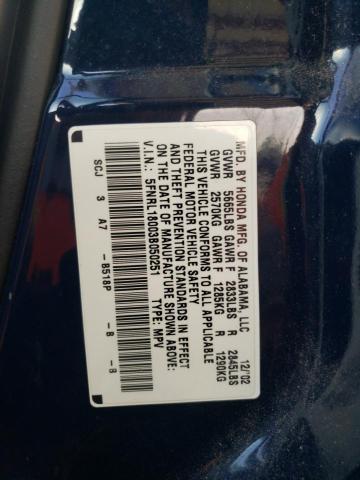 MFD. BY HONDA MFG. OF ALABAMA, LLC 12/'02
GVWR 5665LBS GAWR F 2833LBS R 2845LBS
GVWR 2570KG GAWR F 1285KG R 1290KG
THIS VEHICLE CONFORMS TO ALL APPLICABLE
FEDERAL MOTOR VEHICLE SAFETY
AND THEFT PREVENTION STANDARDS IN EFFECT
ON THE DATE OF MANUFACTURE SHOWN ABOVE:
V.I.N.: 5FNRL18003B050251 TYPE: MPV
SCJ 3 A7 - B518P - B - B